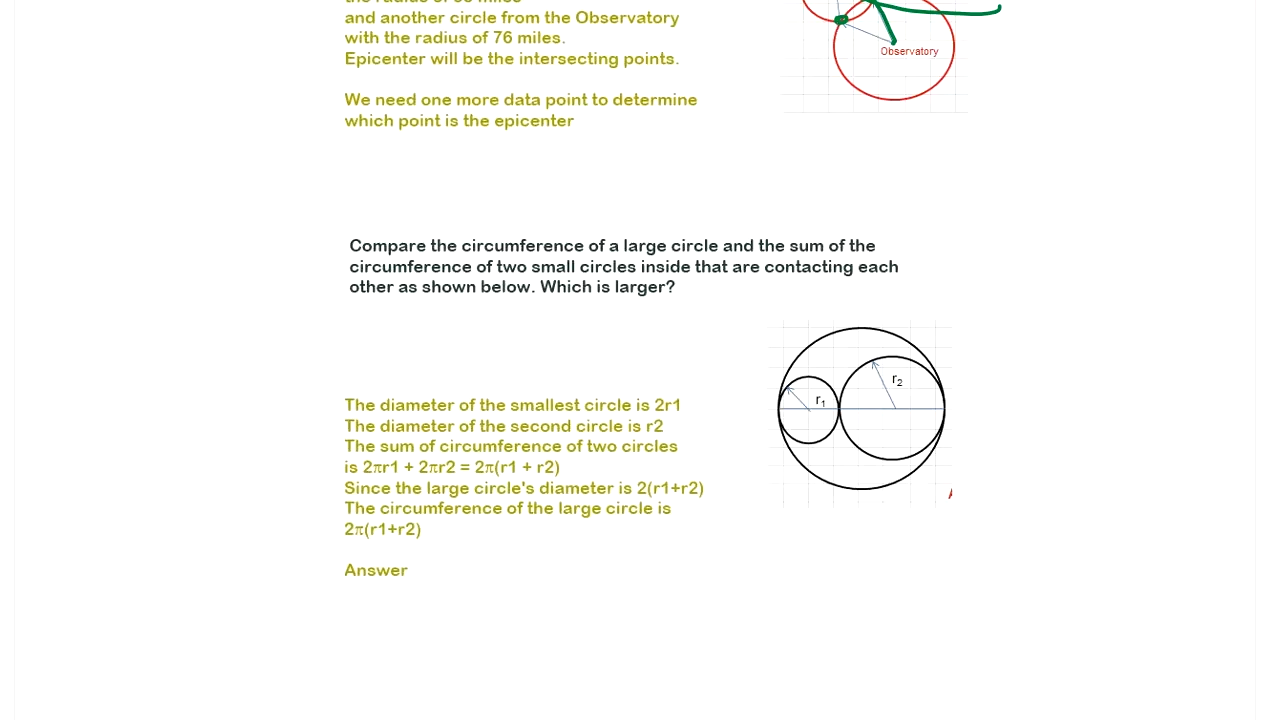 and another circle from the Observatory
with the radius of 76 miles.
Epicenter will be the intersecting points.
We need one more data point to determine
which point is the epicenter
Observatory
Compare the circumference of a large circle and the sum of the
circumference of two small circles inside that are contacting each
other as shown below. Which is larger?
r2
r1
The diameter of the smallest circle is 2r1
The diameter of the second circle is r2
The sum of circumference of two circles
is 2πr1 + 2πr2 = 2π(r1 + r2)
Since the large circle's diameter is 2(r1+r2)
The circumference of the large circle is
2π(r1+r2)
Answer